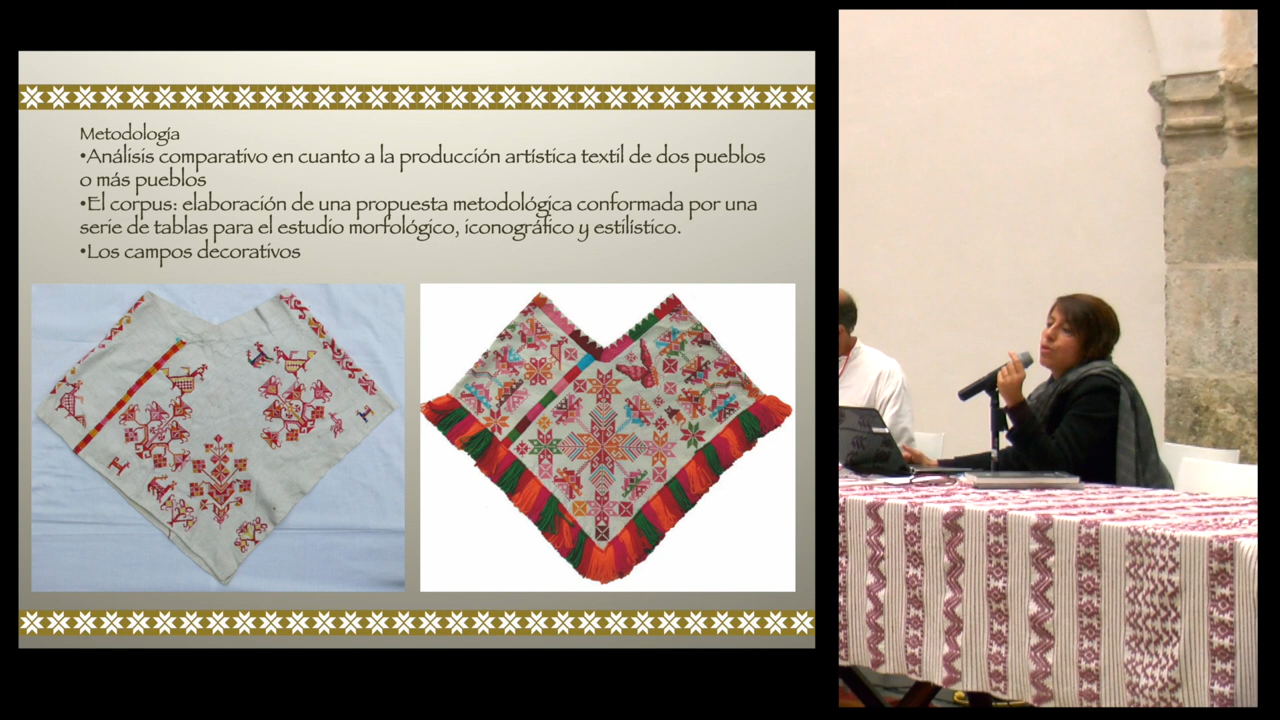 Metodología
•Análisis comparativo en cuanto a la producción artística textil de dos pueblos
o más pueblos
•El corpus: elaboración de una propuesta metodológica conformada por una
serie de tablas para el estudio morfológico, iconográfico y estilístico.
•Los campos decorativos